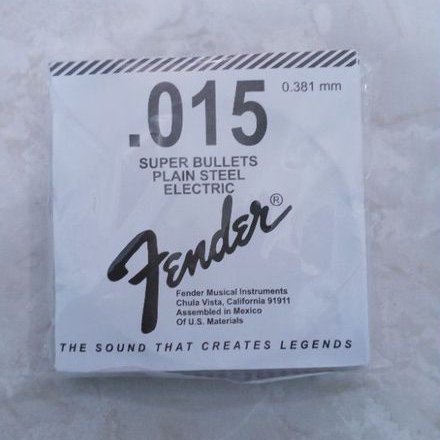 .015
0.381 mm
SUPER BULLETS
PLAIN STEEL
ELECTRIC
Fender®
Fender Musical Instruments
Chula Vista, California 91911
Assembled in Mexico
Of U.S. Materials
THE SOUND THAT CREATES LEGENDS